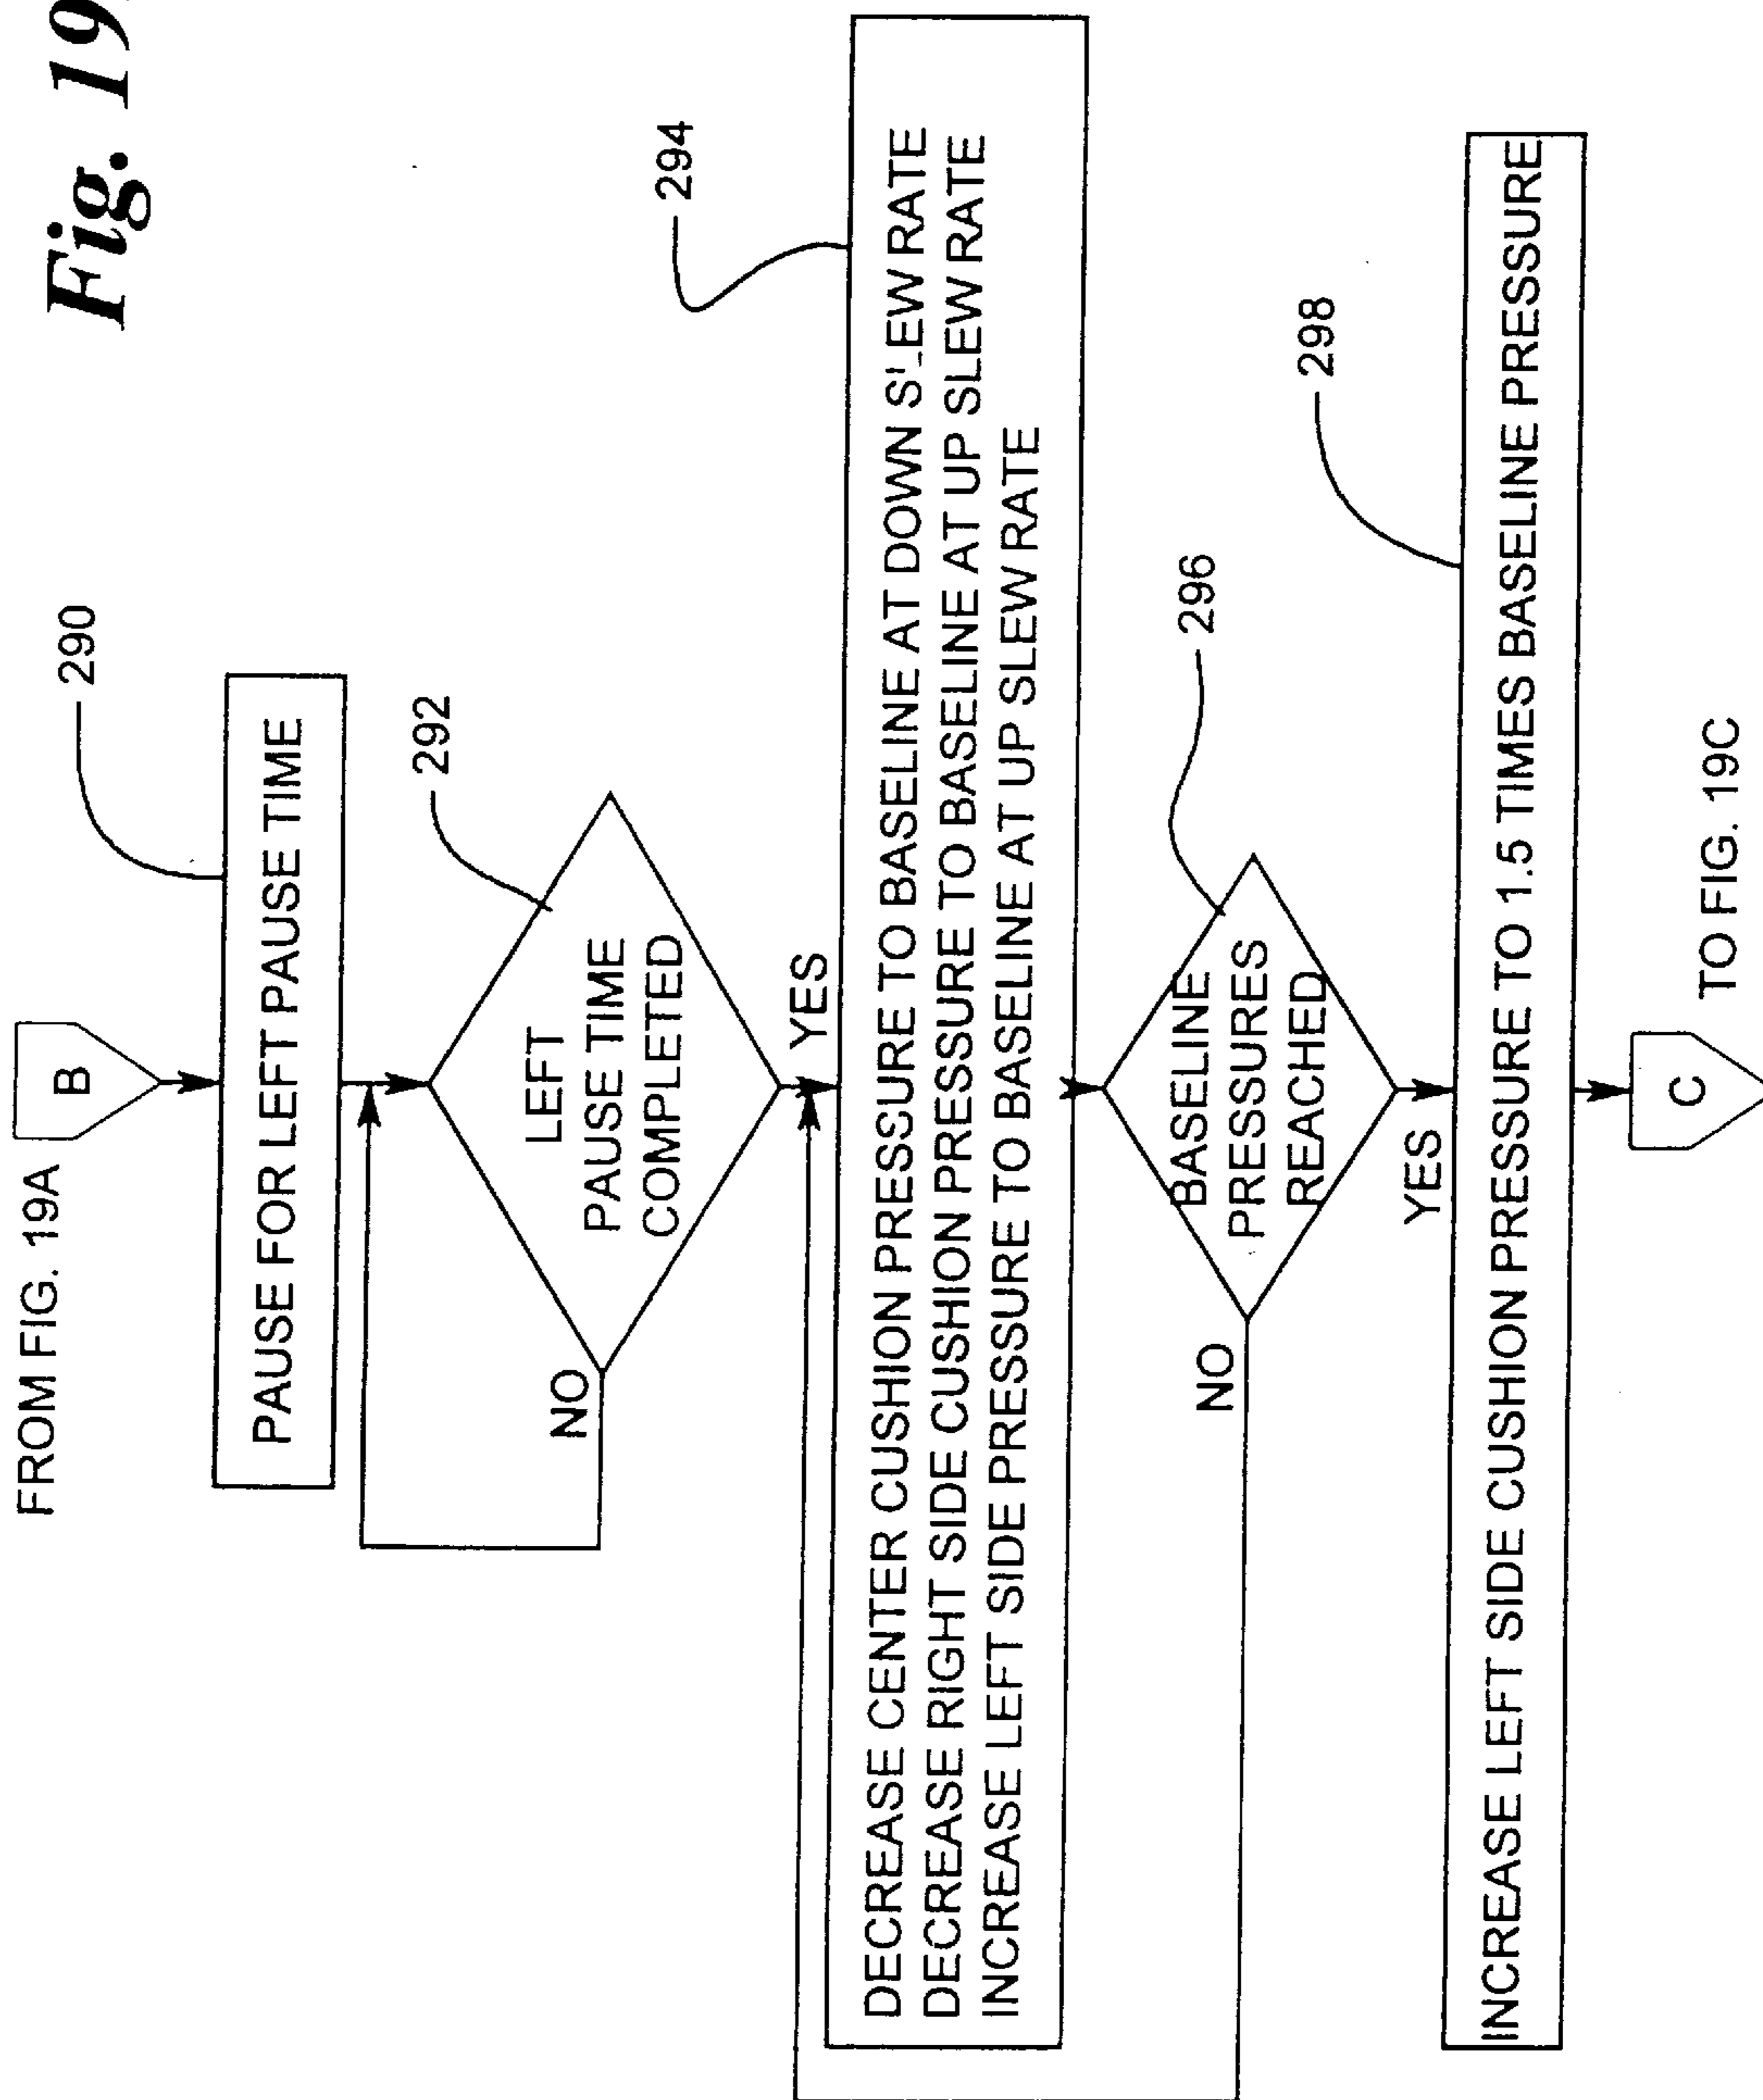 Fig. 19
FROM FIG. 19A
B
290
PAUSE FOR LEFT PAUSE TIME
292
LEFT
PAUSE TIME
COMPLETED
NO
YES
294
DECREASE CENTER CUSHION PRESSURE TO BASELINE AT DOWN SLEW RATE
DECREASE RIGHT SIDE CUSHION PRESSURE TO BASELINE AT UP SLEW RATE
INCREASE LEFT SIDE PRESSURE TO BASELINE AT UP SLEW RATE
296
BASELINE
PRESSURES
REACHED
NO
YES
298
INCREASE LEFT SIDE CUSHION PRESSURE TO 1.5 TIMES BASELINE PRESSURE
C
TO FIG. 19C